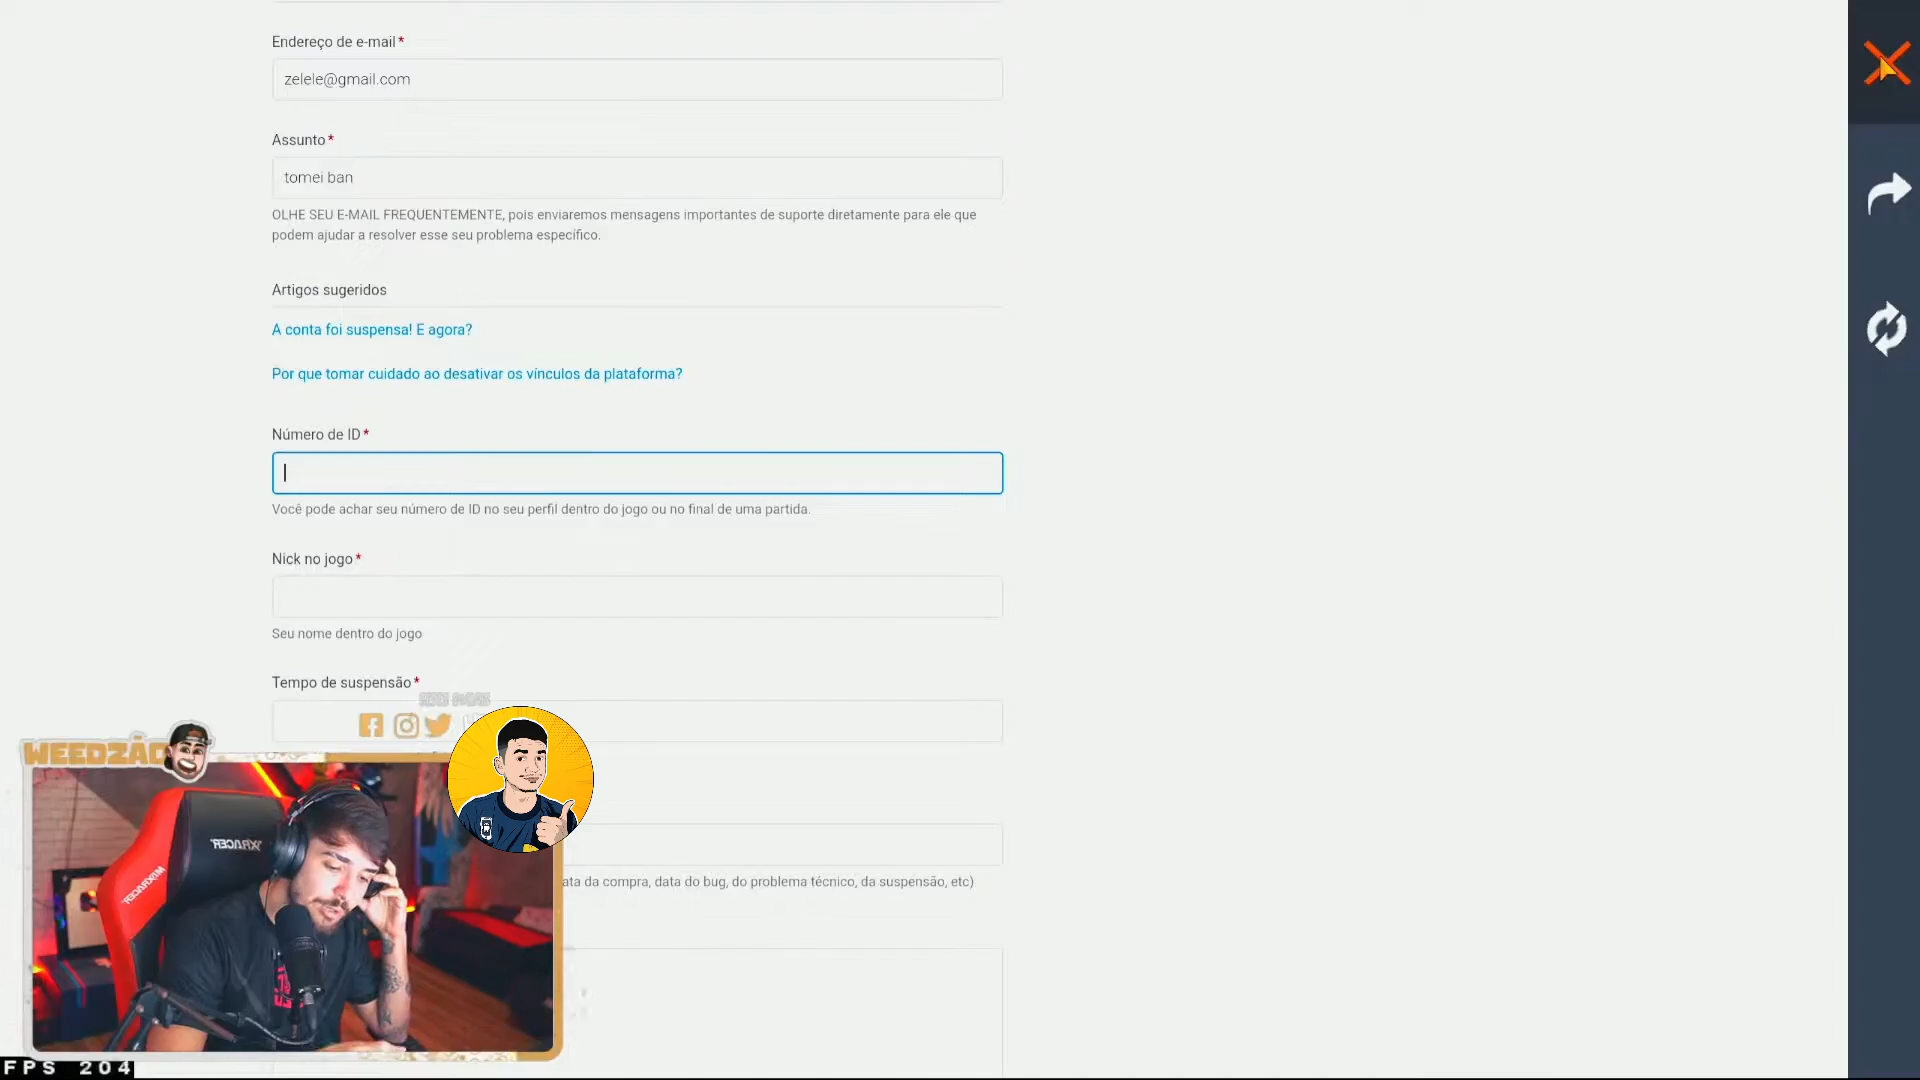 Endereço de e-mail*
zelele@gmail.com
Assunto*
tomei ban
OLHE SEU E-MAIL FREQUENTEMENTE, pois enviaremos mensagens importantes de suporte diretamente para ele que
podem ajudar a resolver esse seu problema específico.
Artigos sugeridos
A conta foi suspensa! E agora?
Por que tomar cuidado ao desativar os vínculos da plataforma?
Número de ID*
Você pode achar seu número de ID no seu perfil dentro do jogo ou no final de uma partida.
Nick no jogo*
Seu nome dentro do jogo
Tempo de suspensão*
WEEDZÃO
ata da compra, data do bug, do problema técnico, da suspensão, etc)
FPS 204